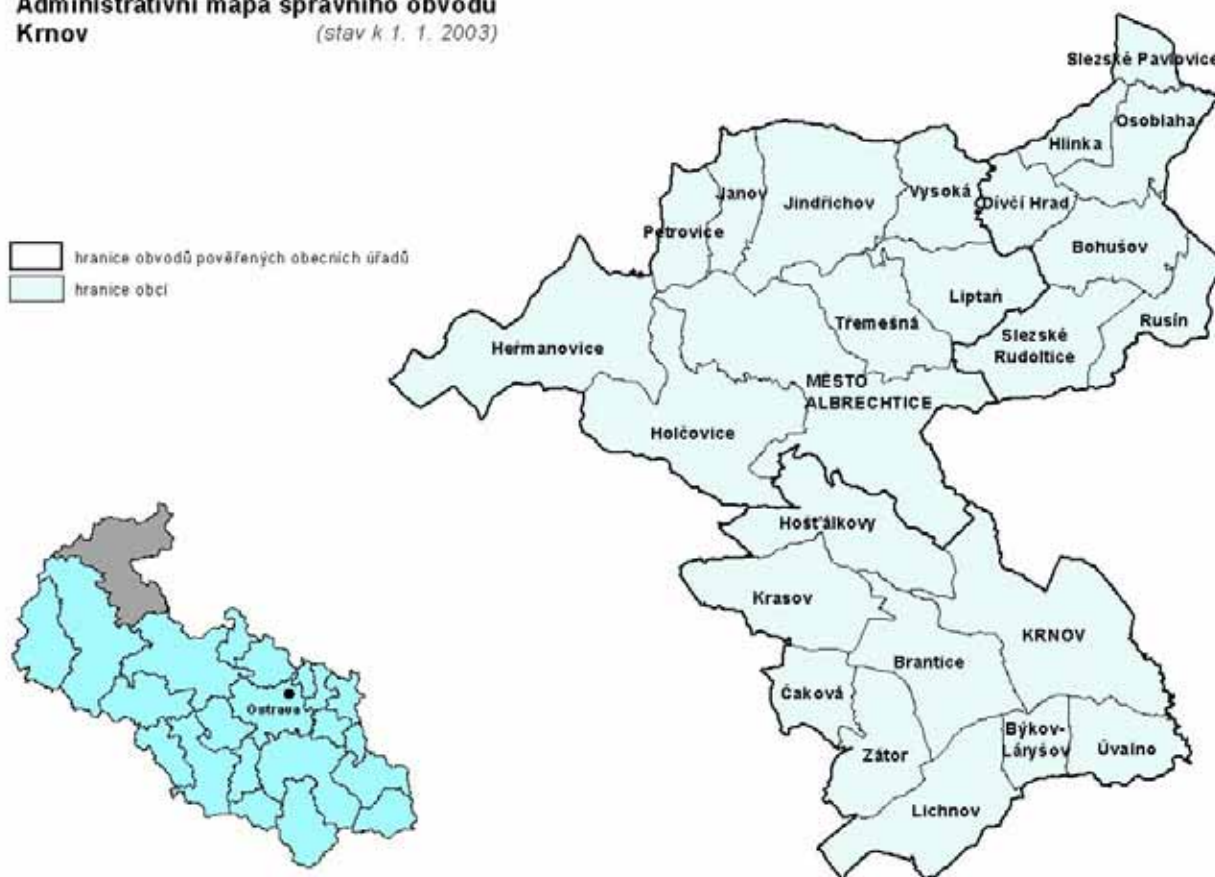 Administrativní mapa správního obvodu
Krnov (stav k 1. 1. 2003)
Slezské Pavlovice
Osoblaha
Hlinka
Janov
Jindřichov
Vysoká
Dívčí Hrad
Petrovice
Bohušov
hranice obvodů pověřených obecních úřadů
hranice obcí
Liptaň
Třemešná
Rusín
Slezské
Rudoltice
Heřmanovice
MĚSTO
ALBRECHTICE
Holčovice
Hošťálkovy
Krasov
KRNOV
Brantice
Čaková
Ostrava
Býkov-
Láryšov
Úvalno
Zátor
Lichnov